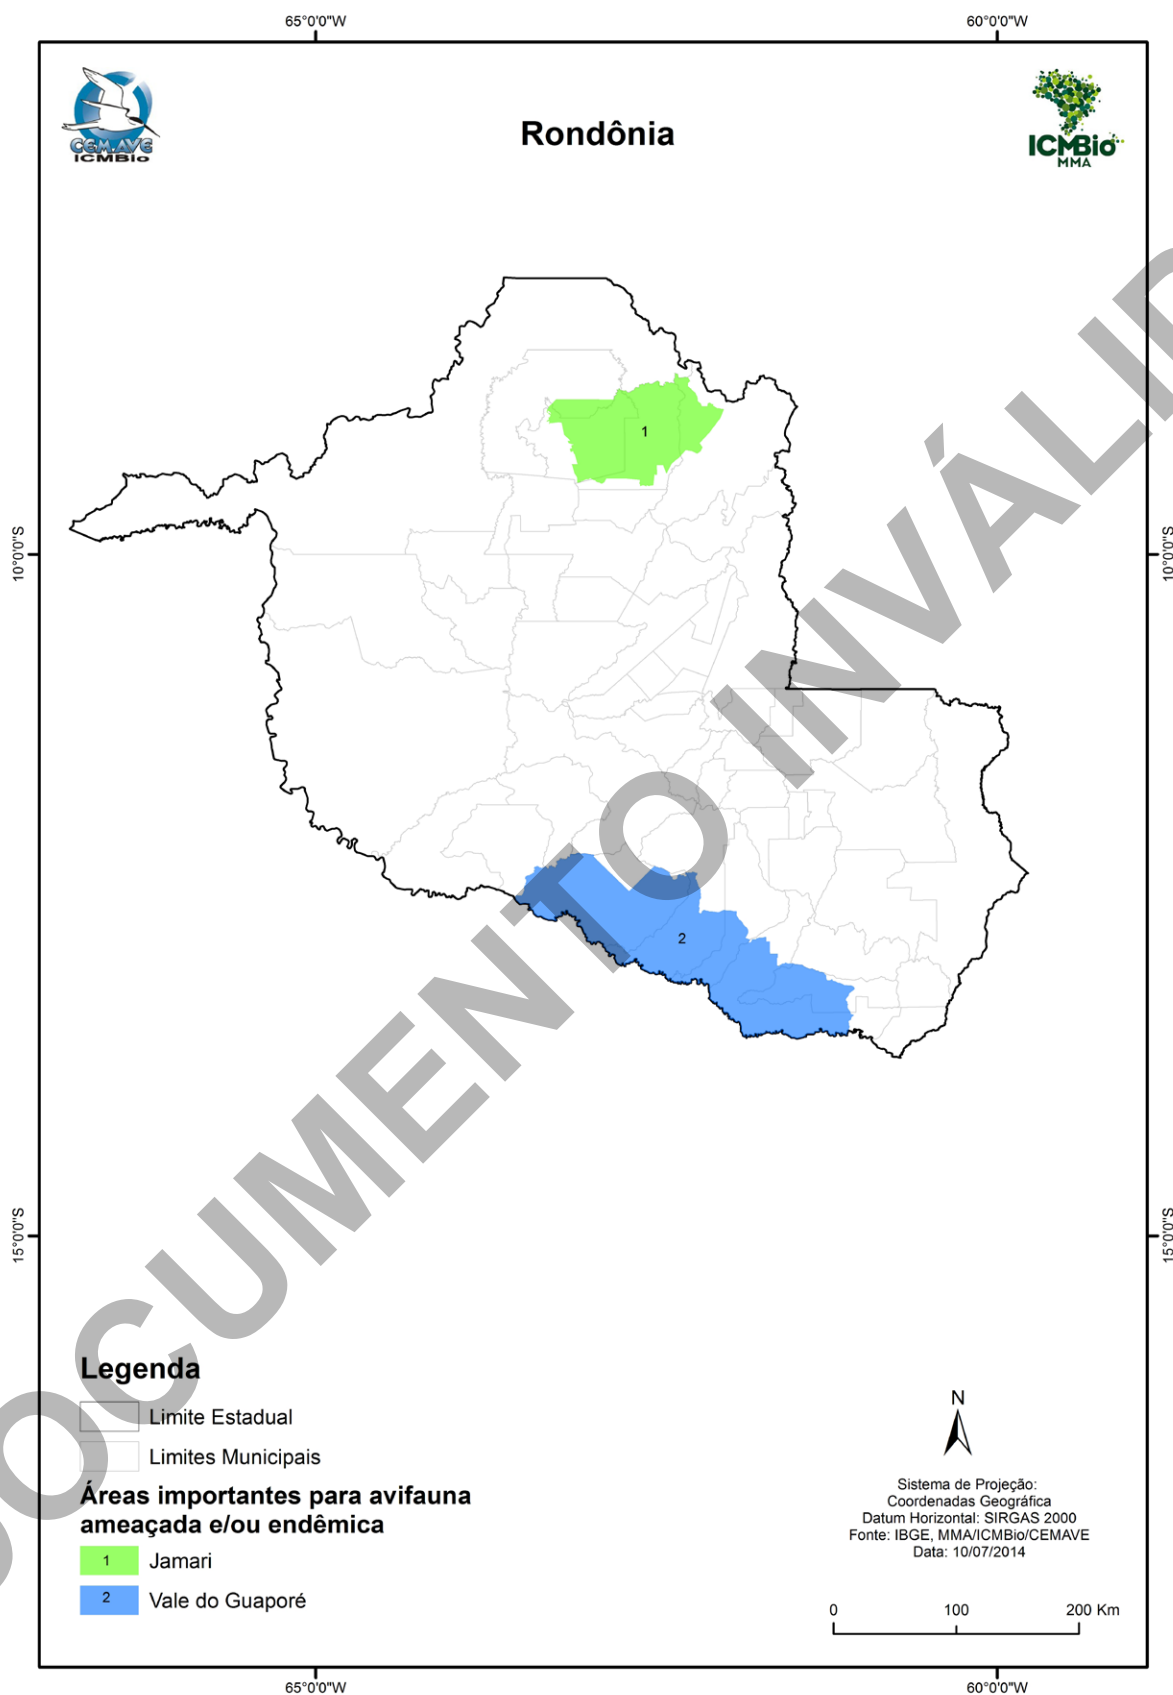 65°0'0"W
60°0'0"W
CEMAVE
ICMBio
Rondônia
ICMBio
MMA
10°0'0"S
10°0'0"S
1
2
15°0'0"S
15°0'0"S
DOCUMENTO INVÁLID
Legenda
Limite Estadual
Limites Municipais
Áreas importantes para avifauna
ameaçada e/ou endêmica
1 Jamari
2 Vale do Guaporé
N
Sistema de Projeção:
Coordenadas Geográfica
Datum Horizontal: SIRGAS 2000
Fonte: IBGE, MMA/ICMBio/CEMAVE
Data: 10/07/2014
0 100 200 Km
65°0'0"W
60°0'0"W